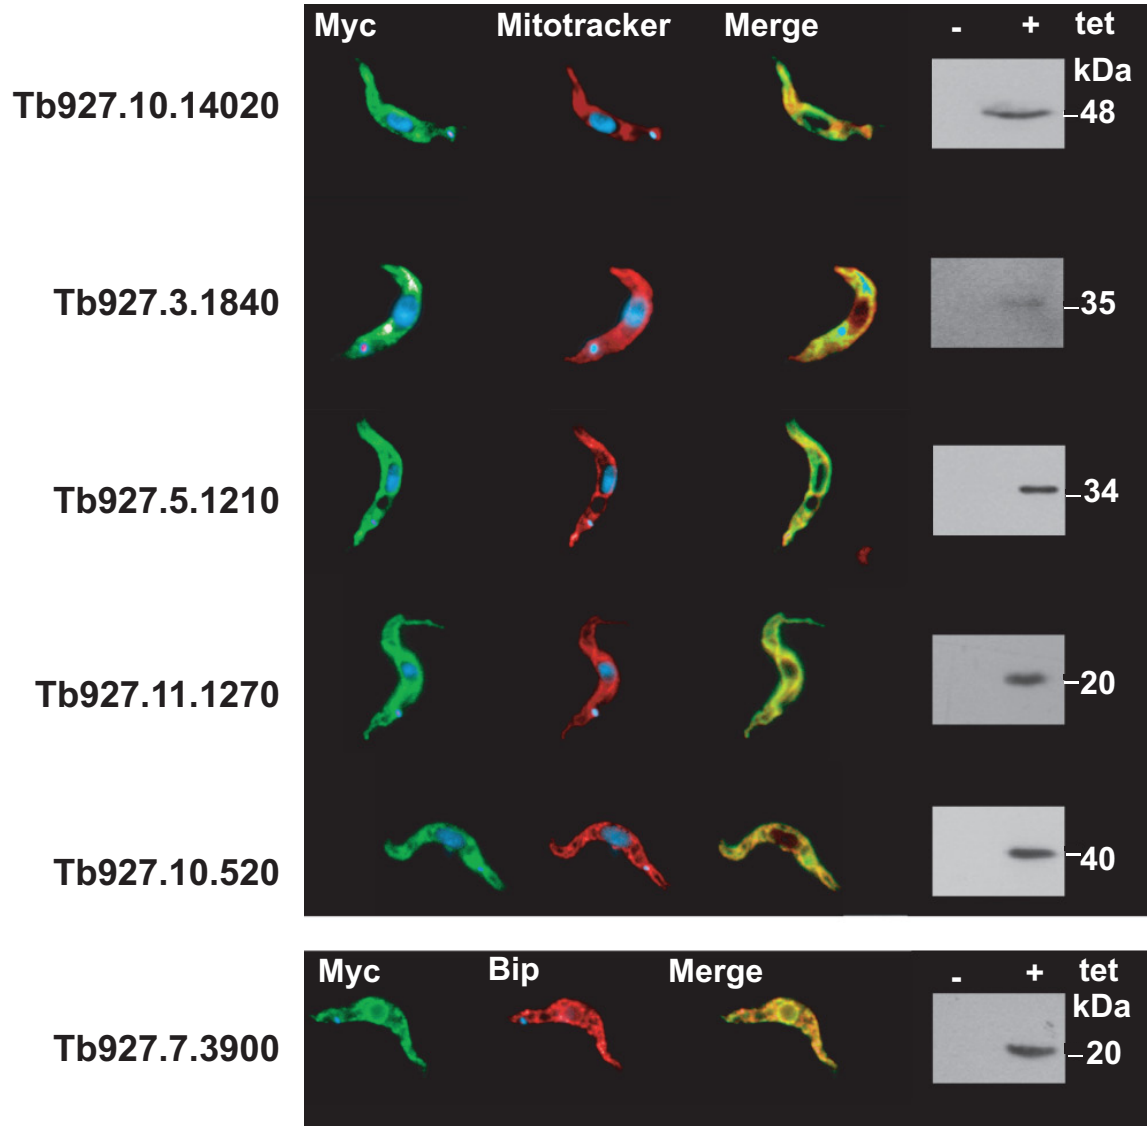 Myc Mitotracker Merge - + tet
kDa
Tb927.10.14020 –48
Tb927.3.1840 –35
Tb927.5.1210 –34
Tb927.11.1270 –20
Tb927.10.520 –40
Myc Bip Merge - + tet
kDa
Tb927.7.3900 –20